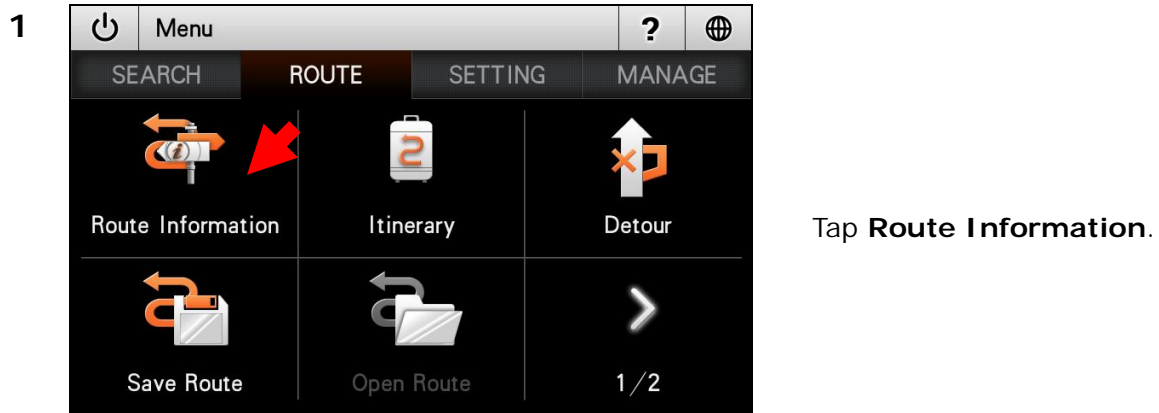 1
Menu ?
SEARCH ROUTE SETTING MANAGE
Route Information Itinerary Detour
Tap Route Information.
Save Route Open Route 1/2